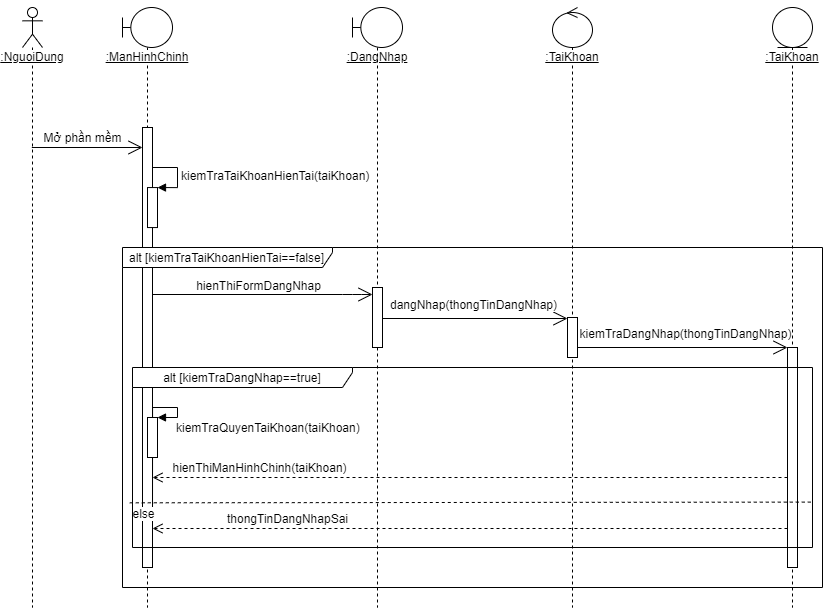 :NguoiDung
:ManHinhChinh
:DangNhap
:TaiKhoan
:TaiKhoan
Mở phần mềm
kiemTraTaiKhoanHienTai(taiKhoan)
alt [kiemTraTaiKhoanHienTai==false]
hienThiFormDangNhap
dangNhap(thongTinDangNhap)
kiemTraDangNhap(thongTinDangNhap)
alt [kiemTraDangNhap==true]
kiemTraQuyenTaiKhoan(taiKhoan)
hienThiManHinhChinh(taiKhoan)
else
thongTinDangNhapSai